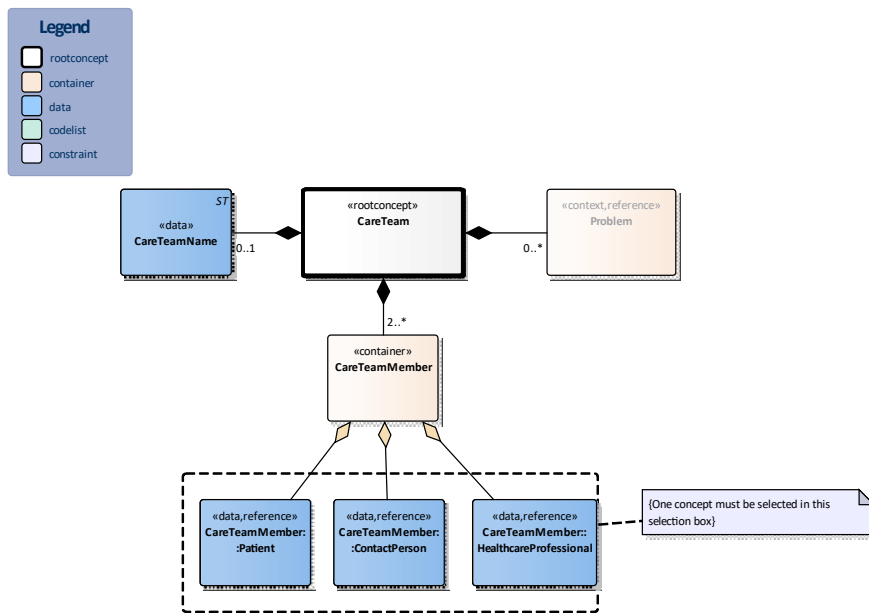 Legend
rootconcept
container
data
codelist
constraint
ST
«data»
CareTeamName
0..1
«rootconcept»
CareTeam
0..*
«context,reference»
Problem
2..*
«container»
CareTeamMember
«data,reference»
CareTeamMember:
:Patient
«data,reference»
CareTeamMember:
:ContactPerson
«data,reference»
CareTeamMember::
HealthcareProfessional
{One concept must be selected in this
selection box}